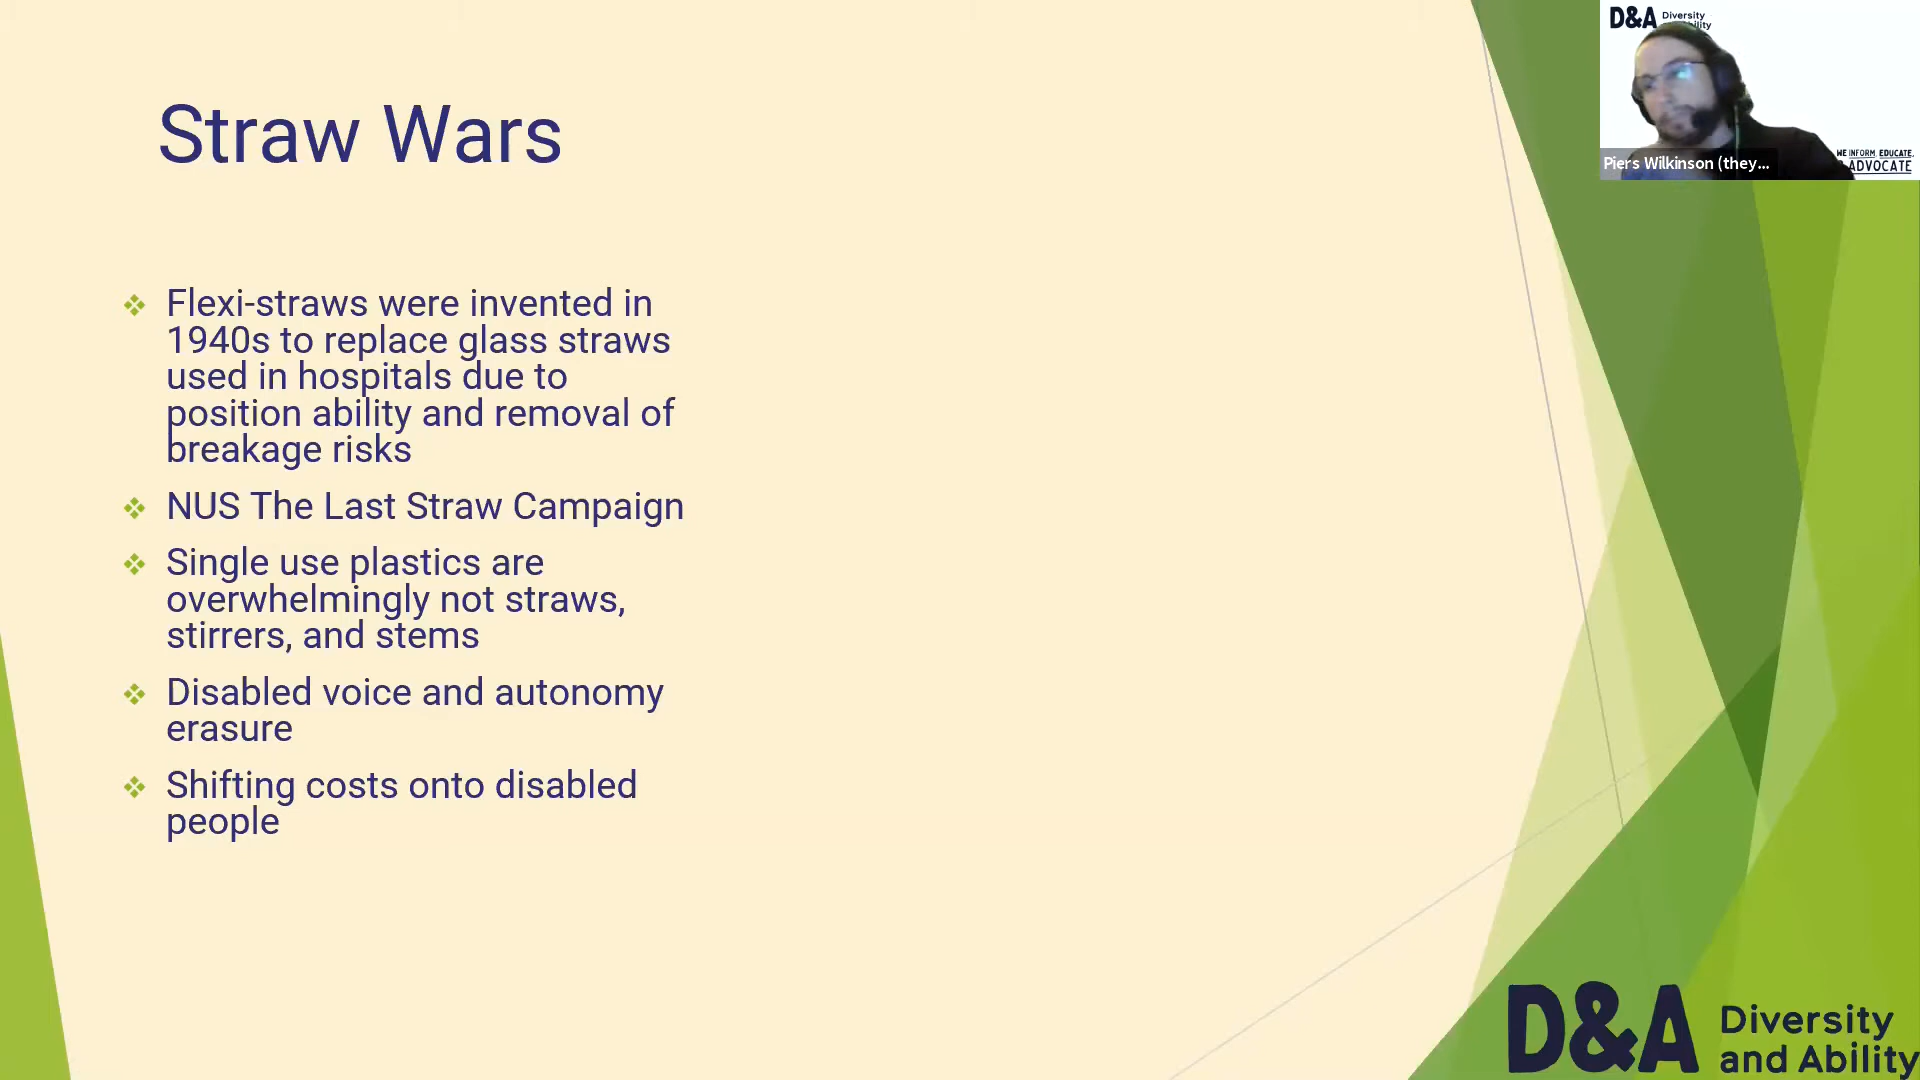 Straw Wars
Flexi-straws were invented in
1940s to replace glass straws
used in hospitals due to
position ability and removal of
breakage risks
NUS The Last Straw Campaign
Single use plastics are
overwhelmingly not straws,
stirrers, and stems
Disabled voice and autonomy
erasure
Shifting costs onto disabled
people
D&A Diversity
Piers Wilkinson (they...
WE INFORM. EDUCATE.
ADVOCATE
D&A Diversity
and Ability